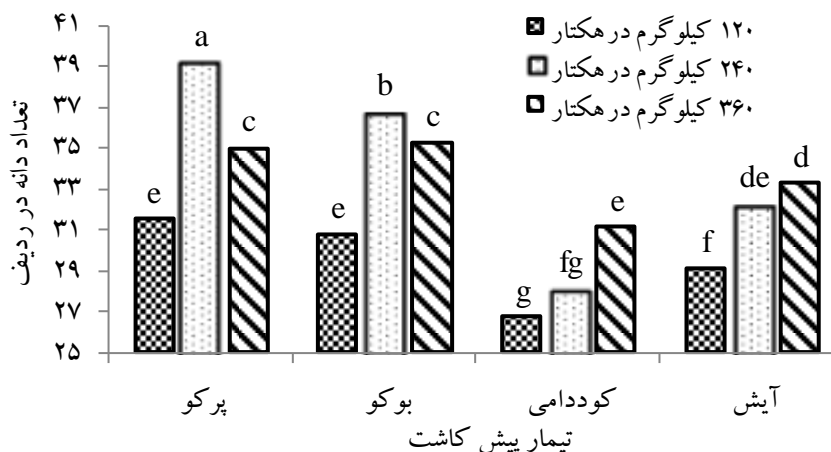 ۱۲۰ کیلوگرم در هکتار
۲۴۰ کیلوگرم در هکتار
۳۶۰ کیلوگرم در هکتار
تعداد دانه در ردیف
۴۱
۳۹
۳۷
۳۵
۳۳
۳۱
۲۹
۲۷
۲۵
e a c
e b c
g fg e
f de d
پرکو
بوکو
کوددامی
آیش
تیمار پیش کاشت